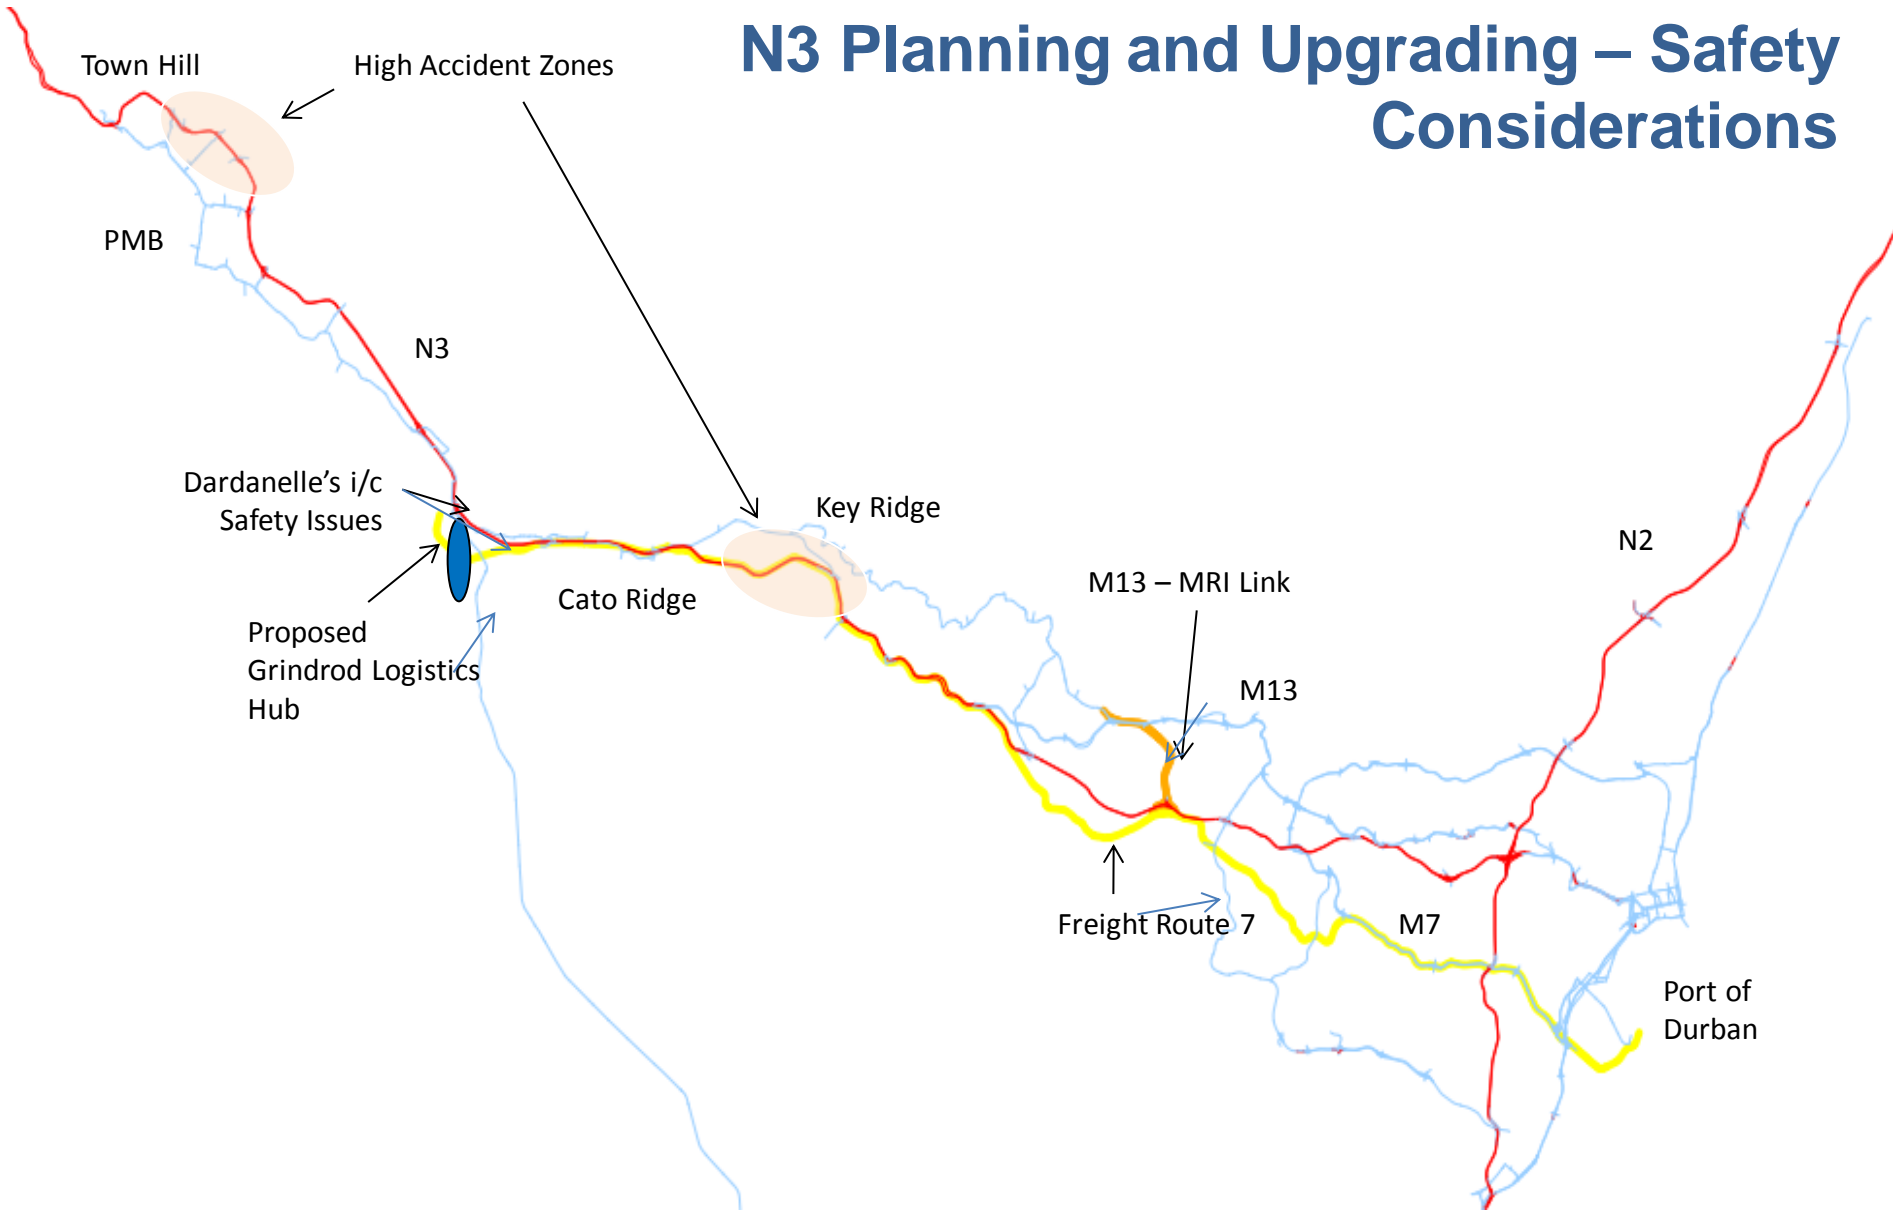 N3 Planning and Upgrading – Safety
Considerations
Town Hill
High Accident Zones
PMB
N3
Dardanelle’s i/c
Safety Issues
Key Ridge
N2
Cato Ridge
M13 – MRI Link
Proposed
Grindrod Logistics
Hub
M13
Freight Route 7
M7
Port of
Durban